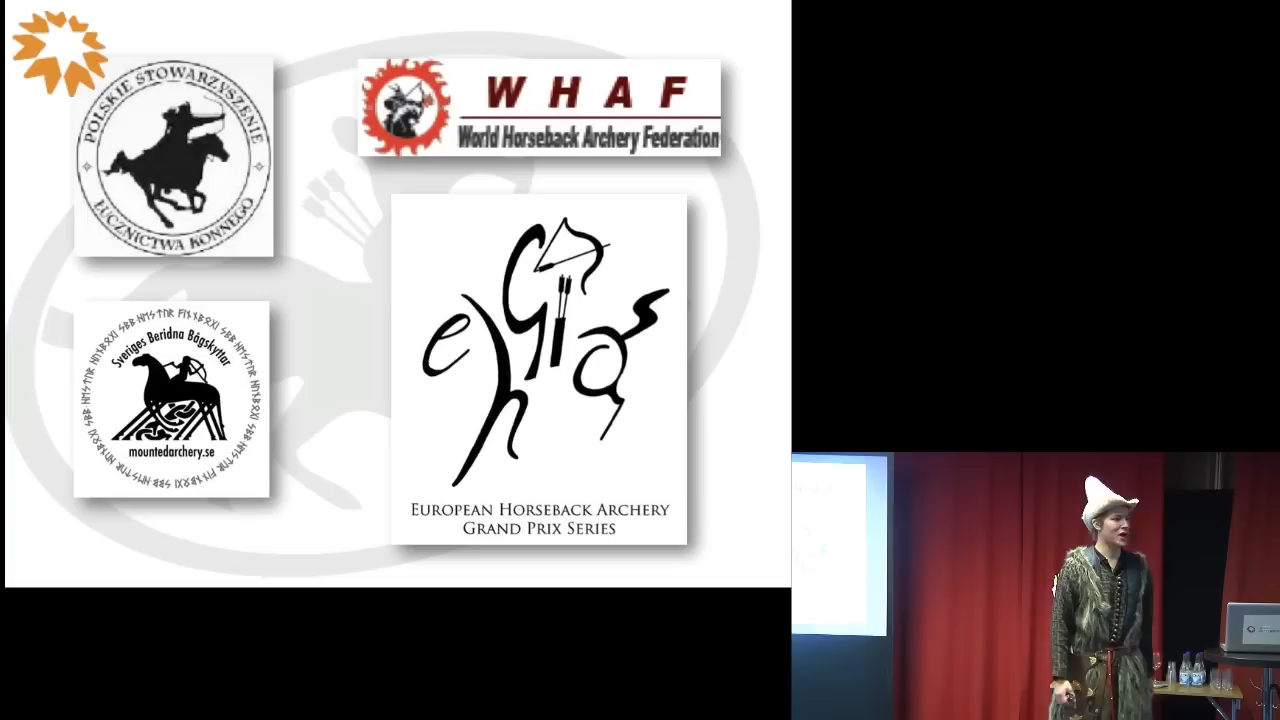 POLSKIE STOWARZYSZENIE
ŁUCZNICTWA KONNEGO
WHAF
World Horseback Archery Federation
Sveriges Beridna Bågskyttar
mountedarchery.se
EUROPEAN HORSEBACK ARCHERY
GRAND PRIX SERIES